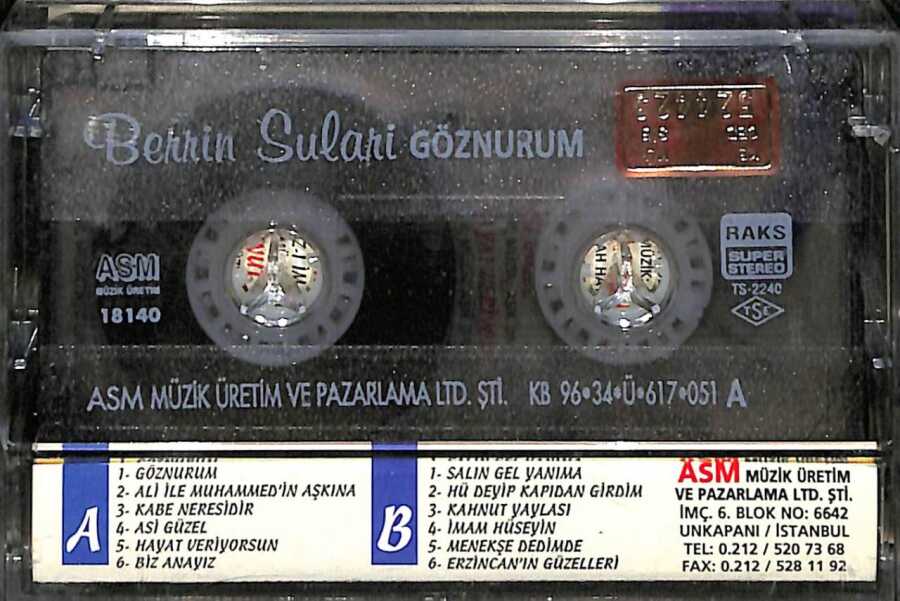 Berrin Sulari GÖZNURUM
ASM
MÜZİK ÜRETİM
18140
RAKS
SUPER
STEREO
TS-2240
TSE
ASM MÜZİK ÜRETİM VE PAZARLAMA LTD. ŞTİ. KB 96•34•Ü•617•051 A
A
1- GÖZNURUM
2- ALİ İLE MUHAMMED'İN AŞKINA
3- KABE NERESİDİR
4- ASİ GÜZEL
5- HAYAT VERİYORSUN
6- BİZ ANAYIZ
B
1- SALIN GEL YANIMA
2- HÜ DEYİP KAPIDAN GİRDİM
3- KAHNUT YAYLASI
4- İMAM HÜSEYİN
5- MENEKŞE DEDİMDE
6- ERZİNCAN'IN GÜZELLERİ
ASM MÜZİK ÜRETİM
VE PAZARLAMA LTD. ŞTİ.
İMÇ. 6. BLOK NO: 6642
UNKAPANI / İSTANBUL
TEL: 0.212 / 520 73 68
FAX: 0.212 / 528 11 92